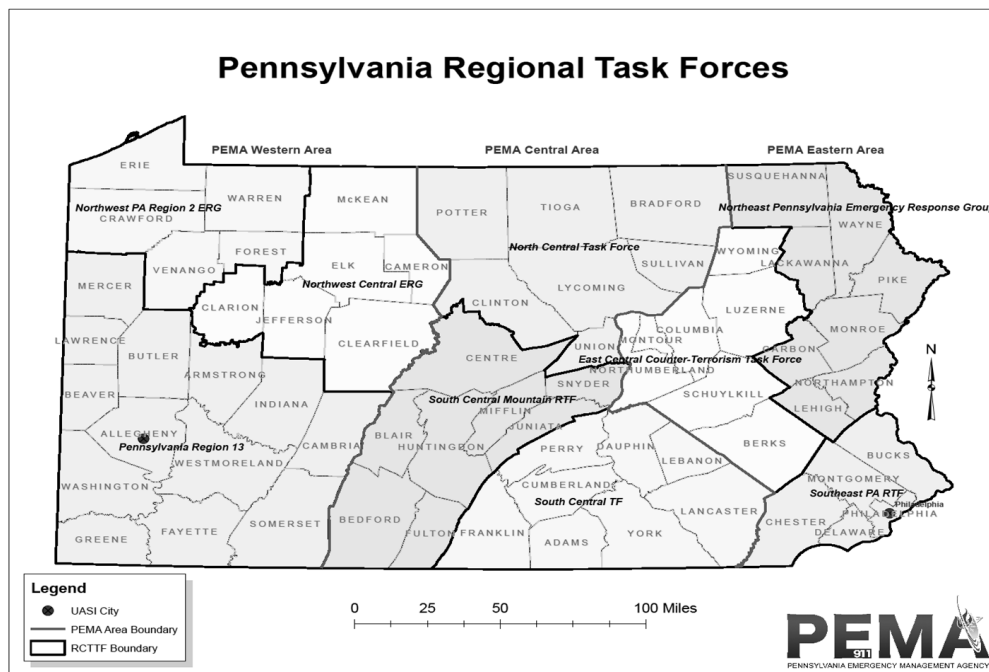 Pennsylvania Regional Task Forces
PEMA Western Area
PEMA Central Area
PEMA Eastern Area
ERIE
WARREN
McKEAN
POTTER
TIOGA
BRADFORD
SUSQUEHANNA
Northwest PA Region 2 ERG
Northeast Pennsylvania Emergency Response Grou
CRAWFORD
WAYNE
FOREST
North Central Task Force
WYOMING
VENANGO
ELK
CAMERON
SULLIVAN
LACKAWANNA
MERCER
Northwest Central ERG
LYCOMING
PIKE
CLARION
CLINTON
LUZERNE
JEFFERSON
COLUMBIA
MONROE
LAWRENCE
CLEARFIELD
UNION
MONTOUR
CARBON
BUTLER
CENTRE
East Central Counter-Terrorism Task Force
ARMSTRONG
NORTHUMBERLAND
BEAVER
SNYDER
NORTHAMPTON
INDIANA
South Central Mountain RTF
SCHUYLKILL
MIFFLIN
LEHIGH
ALLEGHENY
JUNIATA
Pennsylvania Region 13
CAMBRIA
BLAIR
HUNTINGTON
PERRY
DAUPHIN
BERKS
BUCKS
WESTMORELAND
LEBANON
WASHINGTON
CUMBERLAND
MONTGOMERY
South Central TF
Southeast PA RTF
Philadelphia
LANCASTER
PHILADELPHIA
SOMERSET
BEDFORD
CHESTER
FAYETTE
FULTON
FRANKLIN
YORK
DELAWARE
GREENE
ADAMS
N
Legend
UASI City
PEMA Area Boundary
RCTTF Boundary
0 25 50 100 Miles
PEMA
911
PENNSYLVANIA EMERGENCY MANAGEMENT AGENCY